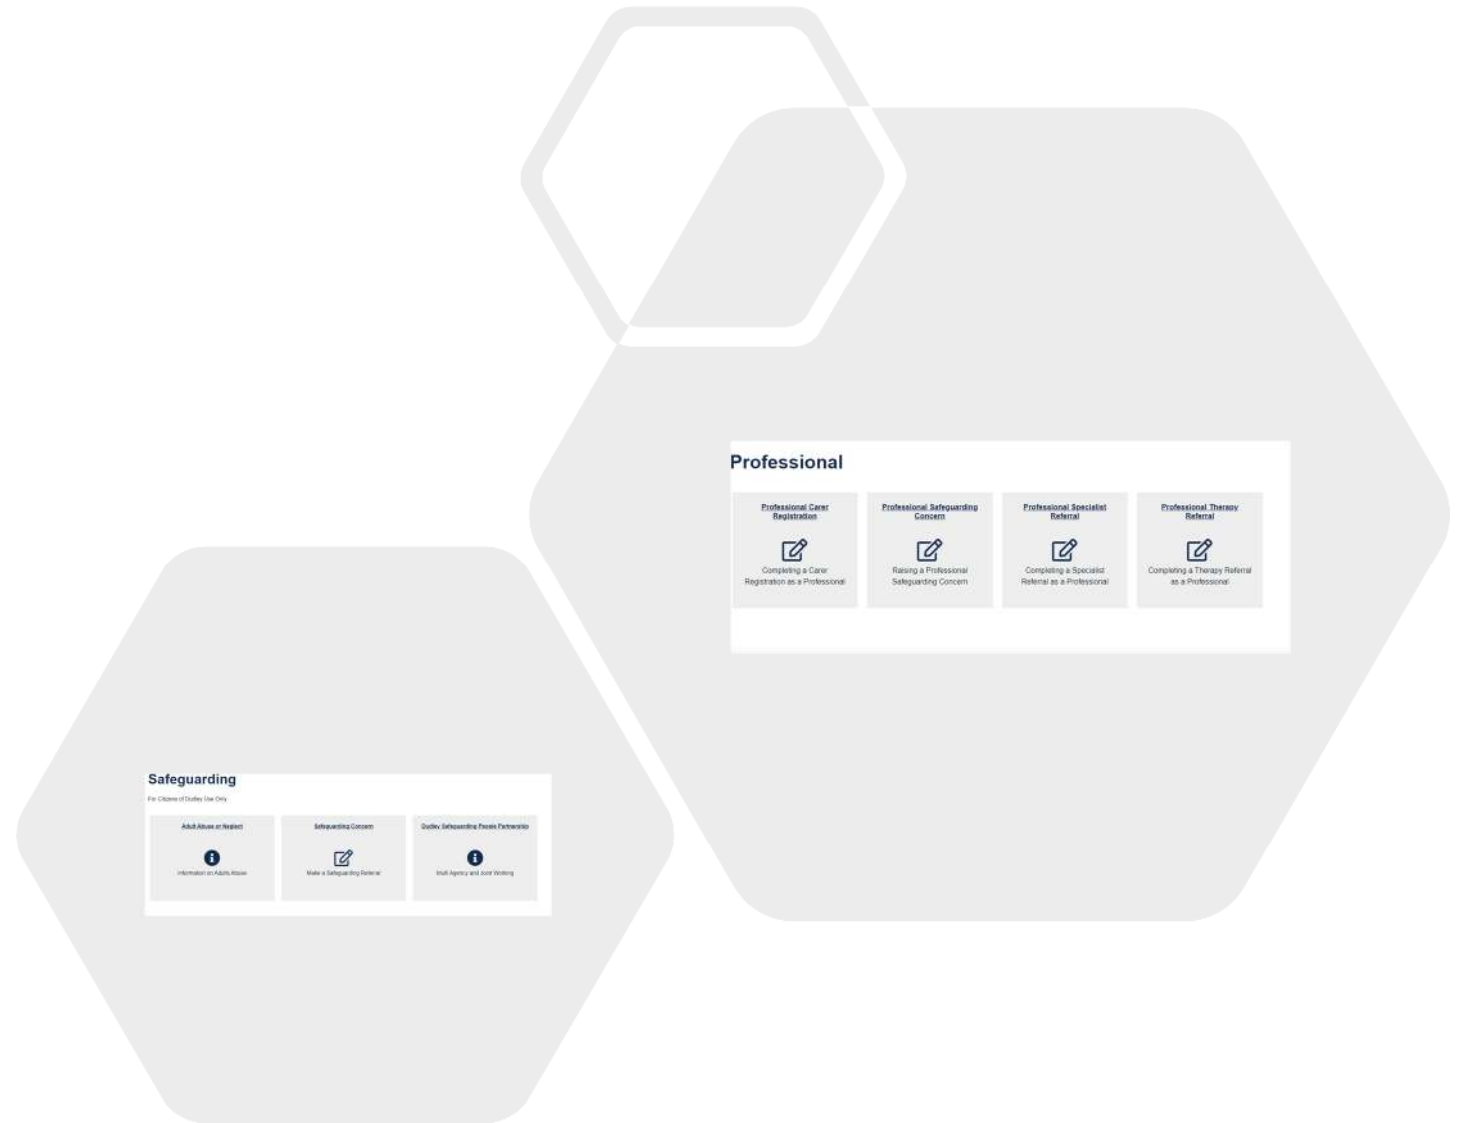 Professional
Professional Carer
Registration
Completing a Carer
Registration as a Professional
Professional Safeguarding
Concern
Raising a Professional
Safeguarding Concern
Professional Specialist
Referral
Completing a Specialist
Referral as a Professional
Professional Therapy
Referral
Completing a Therapy Referral
as a Professional
Safeguarding
For Citizens of Dudley Use Only
Adult Abuse or Neglect
Information on Adults Abuse
Safeguarding Concern
Make a Safeguarding Referral
Dudley Safeguarding People Partnership
Multi Agency and Joint Working